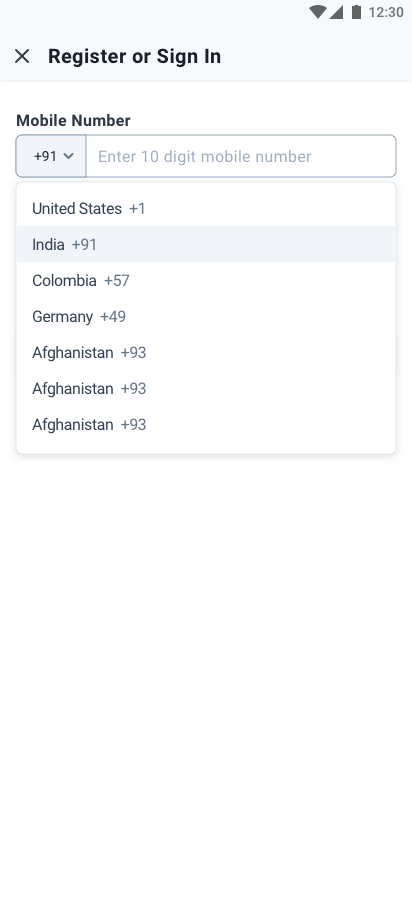 12:30
Register or Sign In
Mobile Number
+91 Enter 10 digit mobile number
United States +1
India +91
Colombia +57
Germany +49
Afghanistan +93
Afghanistan +93
Afghanistan +93